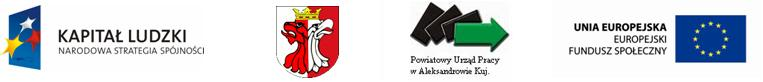 KAPITAŁ LUDZKI
NARODOWA STRATEGIA SPÓJNOŚCI
Powiatowy Urząd Pracy
w Aleksandrowie Kuj.
UNIA EUROPEJSKA
EUROPEJSKI
FUNDUSZ SPOŁECZNY